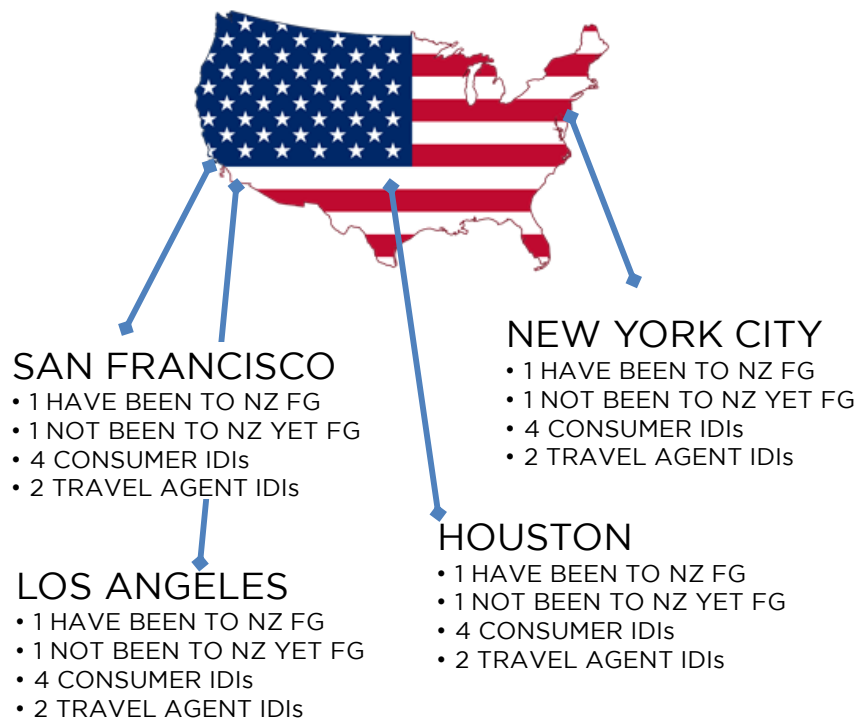 SAN FRANCISCO
• 1 HAVE BEEN TO NZ FG
• 1 NOT BEEN TO NZ YET FG
• 4 CONSUMER IDIs
• 2 TRAVEL AGENT IDIs
NEW YORK CITY
• 1 HAVE BEEN TO NZ FG
• 1 NOT BEEN TO NZ YET FG
• 4 CONSUMER IDIs
• 2 TRAVEL AGENT IDIs
LOS ANGELES
• 1 HAVE BEEN TO NZ FG
• 1 NOT BEEN TO NZ YET FG
• 4 CONSUMER IDIs
• 2 TRAVEL AGENT IDIs
HOUSTON
• 1 HAVE BEEN TO NZ FG
• 1 NOT BEEN TO NZ YET FG
• 4 CONSUMER IDIs
• 2 TRAVEL AGENT IDIs